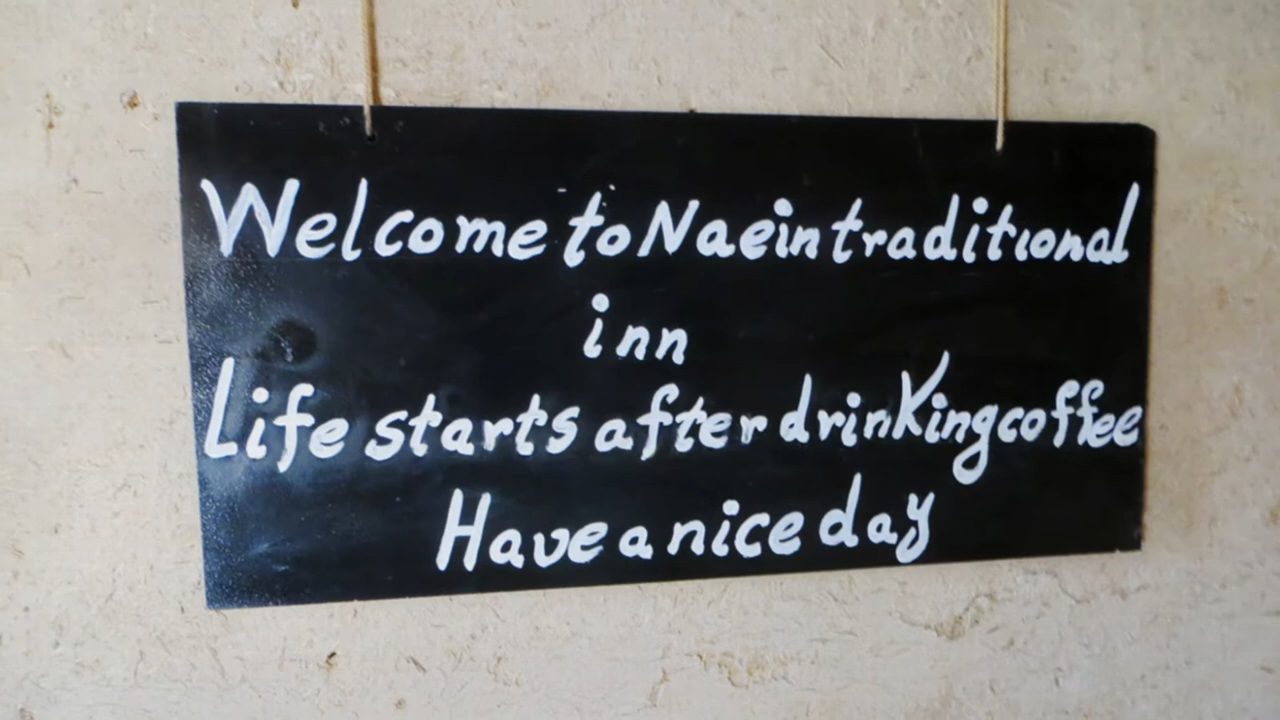 Welcome to Naein traditional
inn
Life starts after drinKing coffee
Have a nice day